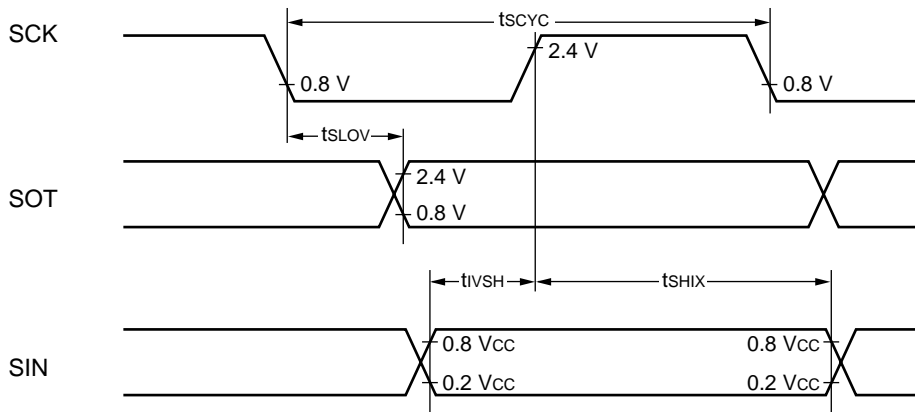 tSCYC
SCK
2.4 V
0.8 V
0.8 V
tSLOV
SOT
2.4 V
0.8 V
tIVSH
tSHIX
SIN
0.8 VCC
0.8 VCC
0.2 VCC
0.2 VCC